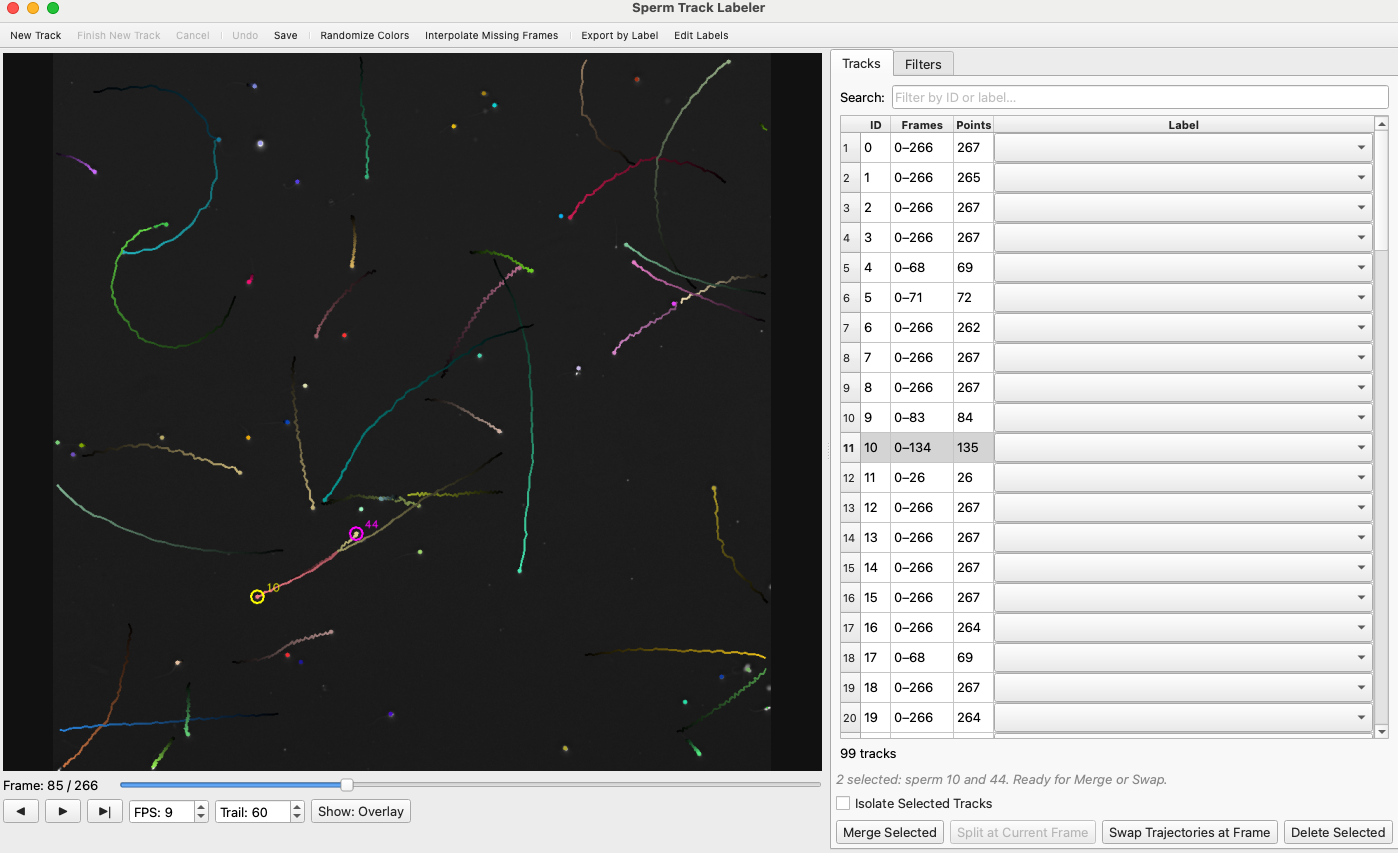 Sperm Track Labeler
New Track Finish New Track Cancel Undo Save Randomize Colors Interpolate Missing Frames Export by Label Edit Labels
44
10
Frame: 85 / 266
FPS: 9 Trail: 60 Show: Overlay
Tracks Filters
Search: Filter by ID or label...
ID Frames Points Label
1 0 0–266 267
2 1 0–266 265
3 2 0–266 267
4 3 0–266 267
5 4 0–68 69
6 5 0–71 72
7 6 0–266 262
8 7 0–266 267
9 8 0–266 267
10 9 0–83 84
11 10 0–134 135
12 11 0–26 26
13 12 0–266 267
14 13 0–266 267
15 14 0–266 267
16 15 0–266 267
17 16 0–266 264
18 17 0–68 69
19 18 0–266 267
20 19 0–266 264
99 tracks
2 selected: sperm 10 and 44. Ready for Merge or Swap.
Isolate Selected Tracks
Merge Selected Split at Current Frame Swap Trajectories at Frame Delete Selected